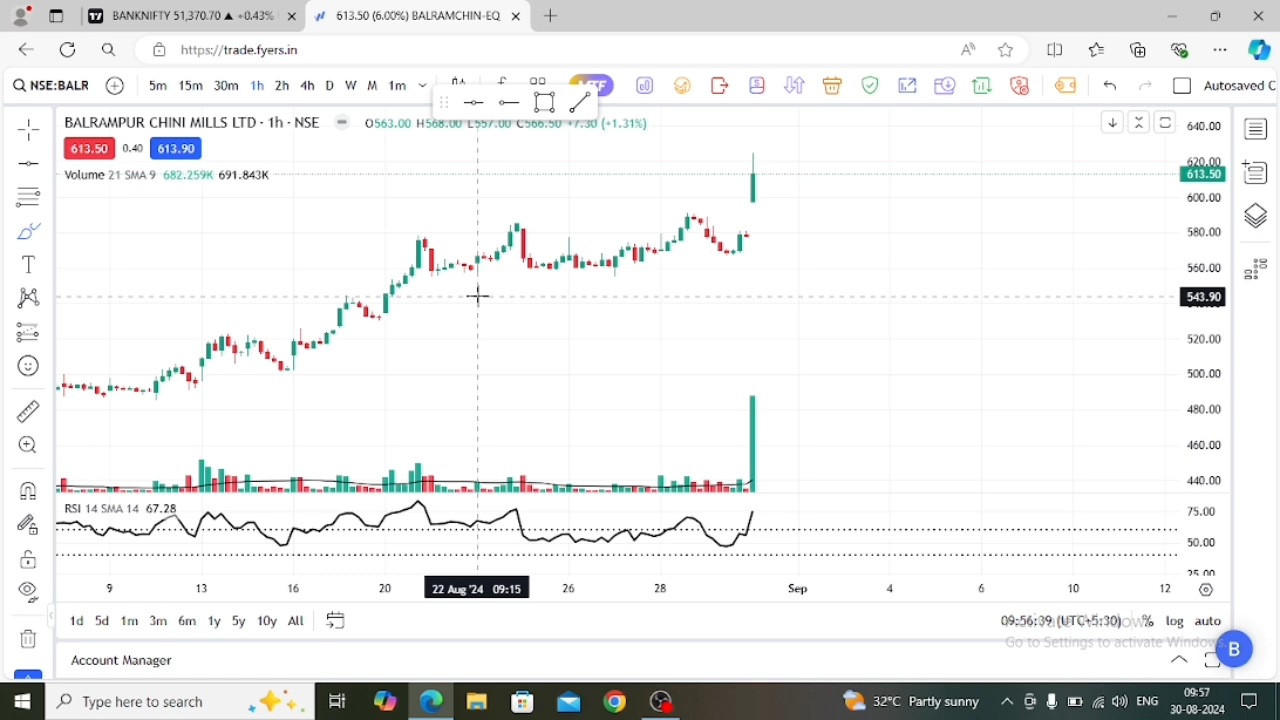 BANKNIFTY 51,370.70 ▲ +0.43%
613.50 (6.00%) BALRAMCHIN-EQ
https://trade.fyers.in
NSE:BALR 5m 15m 30m 1h 2h 4h D W M 1m Autosaved
BALRAMPUR CHINI MILLS LTD · 1h · NSE O563.00 H568.00 L557.00 C566.50 +7.30 (+1.31%)
613.50 0.40 613.90
Volume 21 SMA 9 682.259K 691.843K
640.00
620.00
613.50
600.00
580.00
560.00
543.90
520.00
500.00
480.00
460.00
440.00
RSI 14 SMA 14 67.28
75.00
50.00
25.00
9 13 16 20 22 Aug '24 09:15 26 28 Sep 4 6 10 12
1d 5d 1m 3m 6m 1y 5y 10y All 09:56:39 (UTC+5:30) % log auto
Activate Windows
Go to Settings to activate Windows.
B
Account Manager
Type here to search 32°C Partly sunny ENG 09:57
30-08-2024